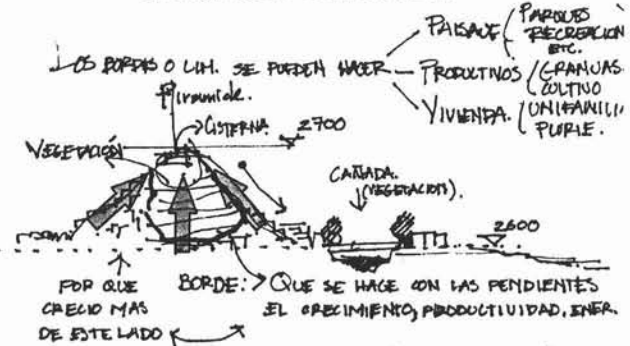 PAISAJE ( PARQUES
RECREACION
ETC.
LOS BORDES O LIM. SE PUEDEN HACER
PRODUCTIVOS ( GRANJAS
CULTIVO
VIVIENDA. ( UNIFAMILI
PLURIF.
Piramide.
CISTERNA
2700
VEGETACIÓN
CAÑADA.
(VEGETACION).
2600
POR QUE
CRECIO MAS
DE ESTE LADO
BORDE: > QUE SE HACE CON LAS PENDIENTES
EL CRECIMIENTO, PRODUCTIVIDAD, ENER.